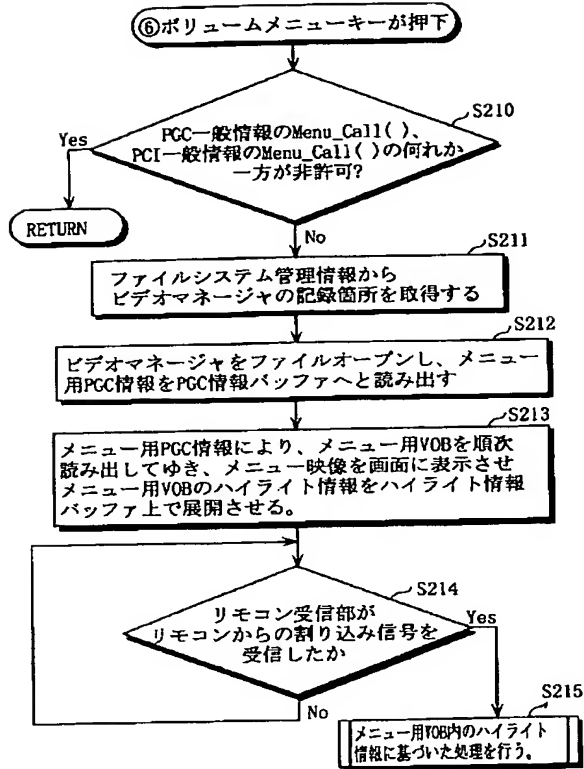 ⑥ボリュームメニューキーが押下
S210
PGC一般情報のMenu_Call( )、
PCI一般情報のMenu_Call( )の何れか
一方が非許可?
Yes
RETURN
No
S211
ファイルシステム管理情報から
ビデオマネージャの記録箇所を取得する
S212
ビデオマネージャをファイルオープンし、メニュー
用PGC情報をPGC情報バッファへと読み出す
S213
メニュー用PGC情報により、メニュー用VOBを順次
読み出してゆき、メニュー映像を画面に表示させ
メニュー用VOBのハイライト情報をハイライト情報
バッファ上で展開させる。
S214
リモコン受信部が
リモコンからの割り込み信号を
受信したか
Yes
No
S215
メニュー用VOB内のハイライト
情報に基づいた処理を行う。